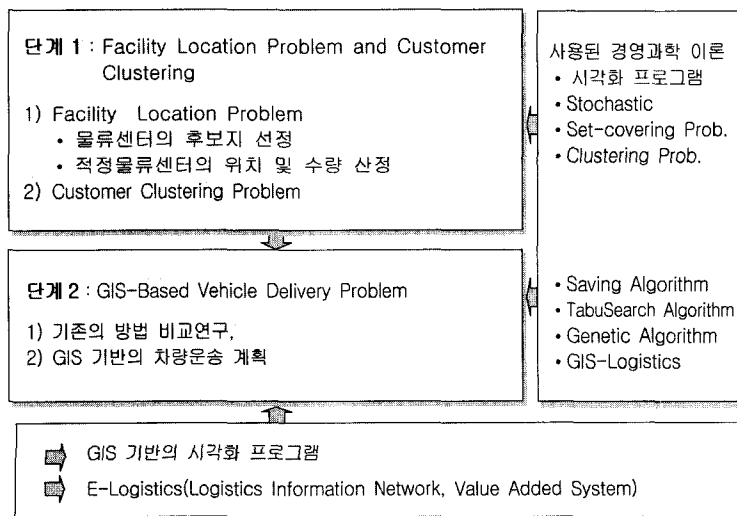 단계 1 : Facility Location Problem and Customer
Clustering
1) Facility Location Problem
• 물류센터의 후보지 선정
• 적정물류센터의 위치 및 수량 산정
2) Customer Clustering Problem
사용된 경영과학 이론
• 시각화 프로그램
• Stochastic
• Set-covering Prob.
• Clustering Prob.
단계 2 : GIS-Based Vehicle Delivery Problem
1) 기존의 방법 비교연구,
2) GIS 기반의 차량운송 계획
• Saving Algorithm
• TabuSearch Algorithm
• Genetic Algorithm
• GIS-Logistics
GIS 기반의 시각화 프로그램
E-Logistics(Logistics Information Network, Value Added System)